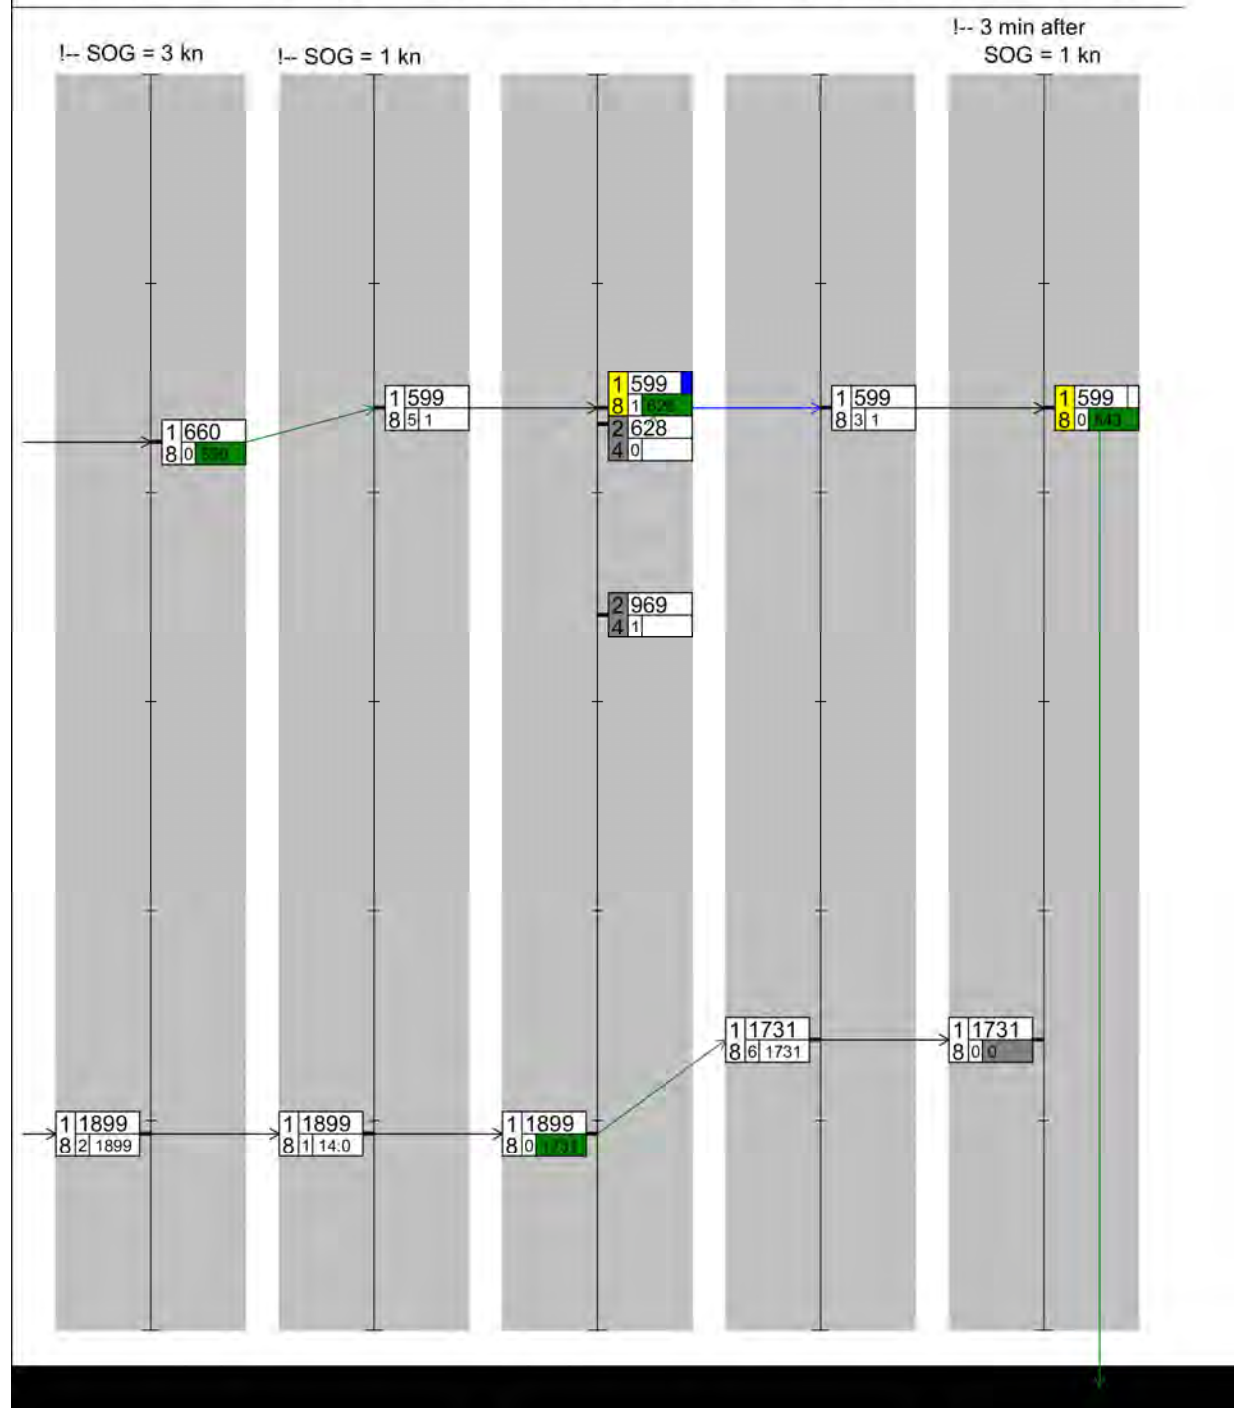 !-- SOG = 3 kn
!-- SOG = 1 kn
!-- 3 min after
SOG = 1 kn
1 660
8 0
1 599
8 5 1
1 599
8 1 628
2 628
4 0
2 969
4 1
1 599
8 3 1
1 599
8 0 643
1 1899
8 2 1899
1 1899
8 1 14:0
1 1899
8 0 1731
1 1731
8 6 1731
1 1731
8 0 0